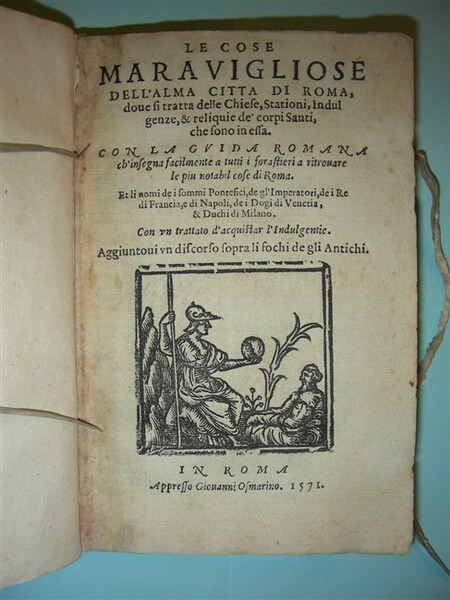 LE COSE
MARAVIGLIOSE
DELL'ALMA CITTA DI ROMA,
doue ſi tratta delle Chieſe, Stationi, Indul
genze, & reliquie de' corpi Santi,
che ſono in eſſa.
CON LA GVIDA ROMANA
ch'inſegna facilmente a tutti i foraſtieri a ritrouare
le piu notabil coſe di Roma.
Et li nomi de i ſommi Pontefici, de gl'Imperatori, de i Re
di Francia, e di Napoli, de i Dogi di Venetia,
& Duchi di Milano.
Con vn trattato d'acquiſtar l'Indulgentie.
Aggiuntoui vn diſcorſo ſopra li fochi de gli Antichi.
IN ROMA
Appreſſo Giouanni Oſmarino. 1571.